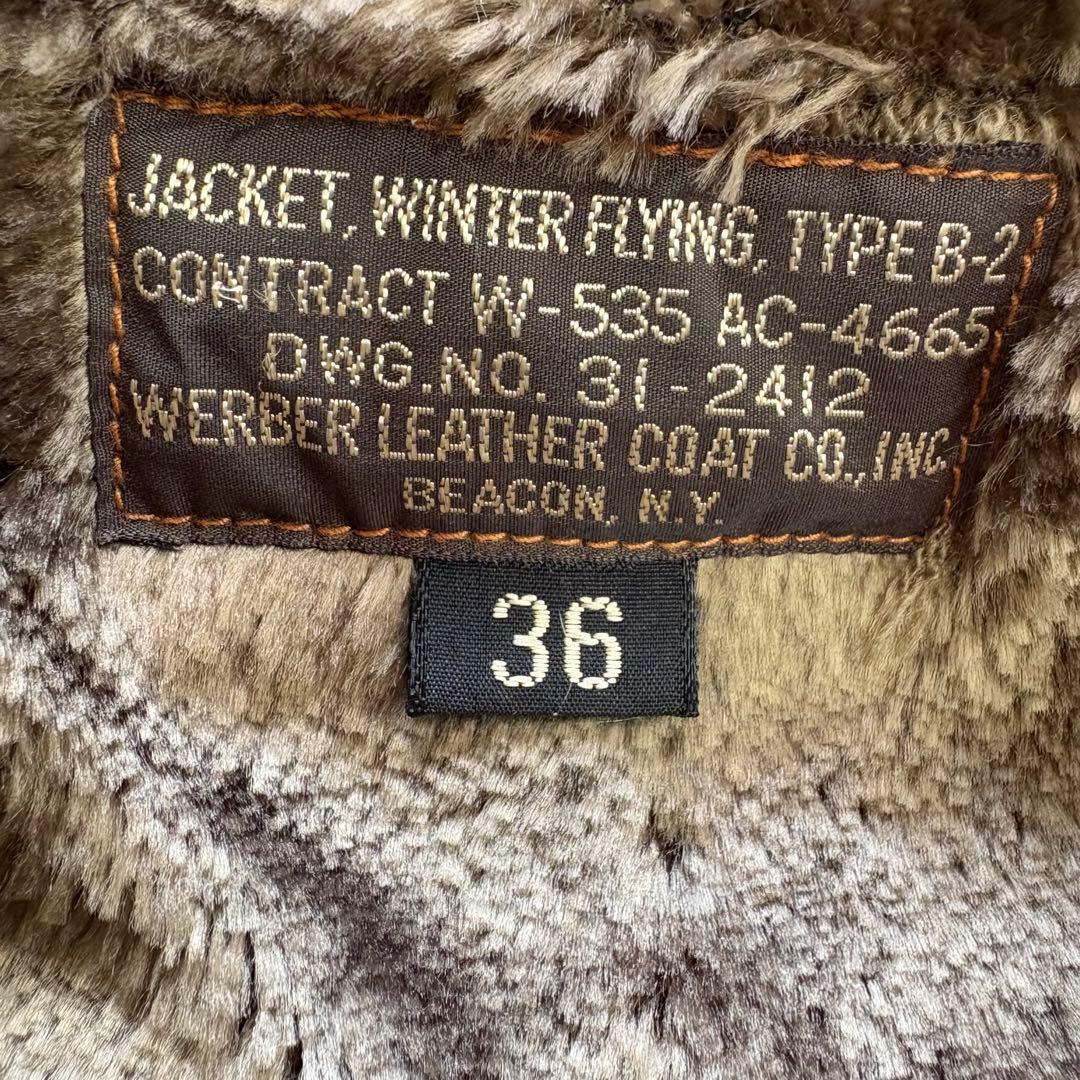 JACKET, WINTER FLYING, TYPE B-2
CONTRACT W-535 AC-4665
DWG.NO. 31-2412
WERBER LEATHER COAT CO.,INC.
BEACON, N.Y.
36